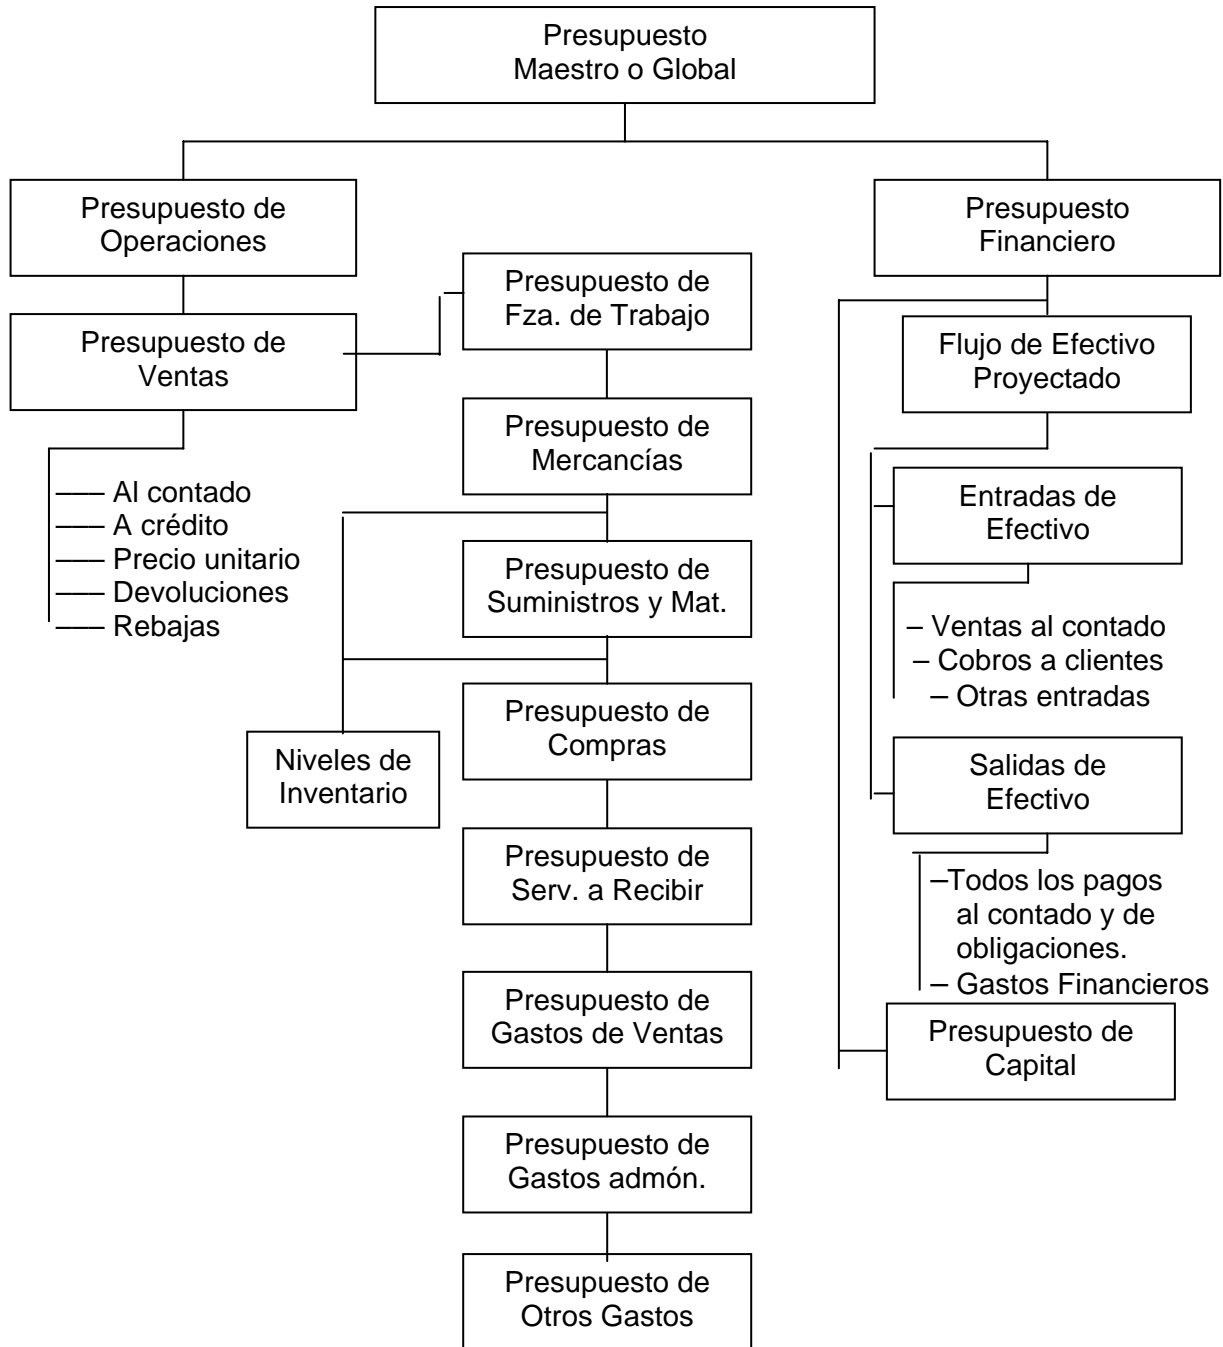 Presupuesto
Maestro o Global
Presupuesto de
Operaciones
Presupuesto de
Ventas
––– Al contado
––– A crédito
––– Precio unitario
––– Devoluciones
––– Rebajas
Presupuesto de
Fza. de Trabajo
Presupuesto de
Mercancías
Presupuesto de
Suministros y Mat.
Niveles de
Inventario
Presupuesto de
Compras
Presupuesto de
Serv. a Recibir
Presupuesto de
Gastos de Ventas
Presupuesto de
Gastos admón.
Presupuesto de
Otros Gastos
Presupuesto
Financiero
Flujo de Efectivo
Proyectado
Entradas de
Efectivo
– Ventas al contado
– Cobros a clientes
– Otras entradas
Salidas de
Efectivo
–Todos los pagos
al contado y de
obligaciones.
– Gastos Financieros
Presupuesto de
Capital